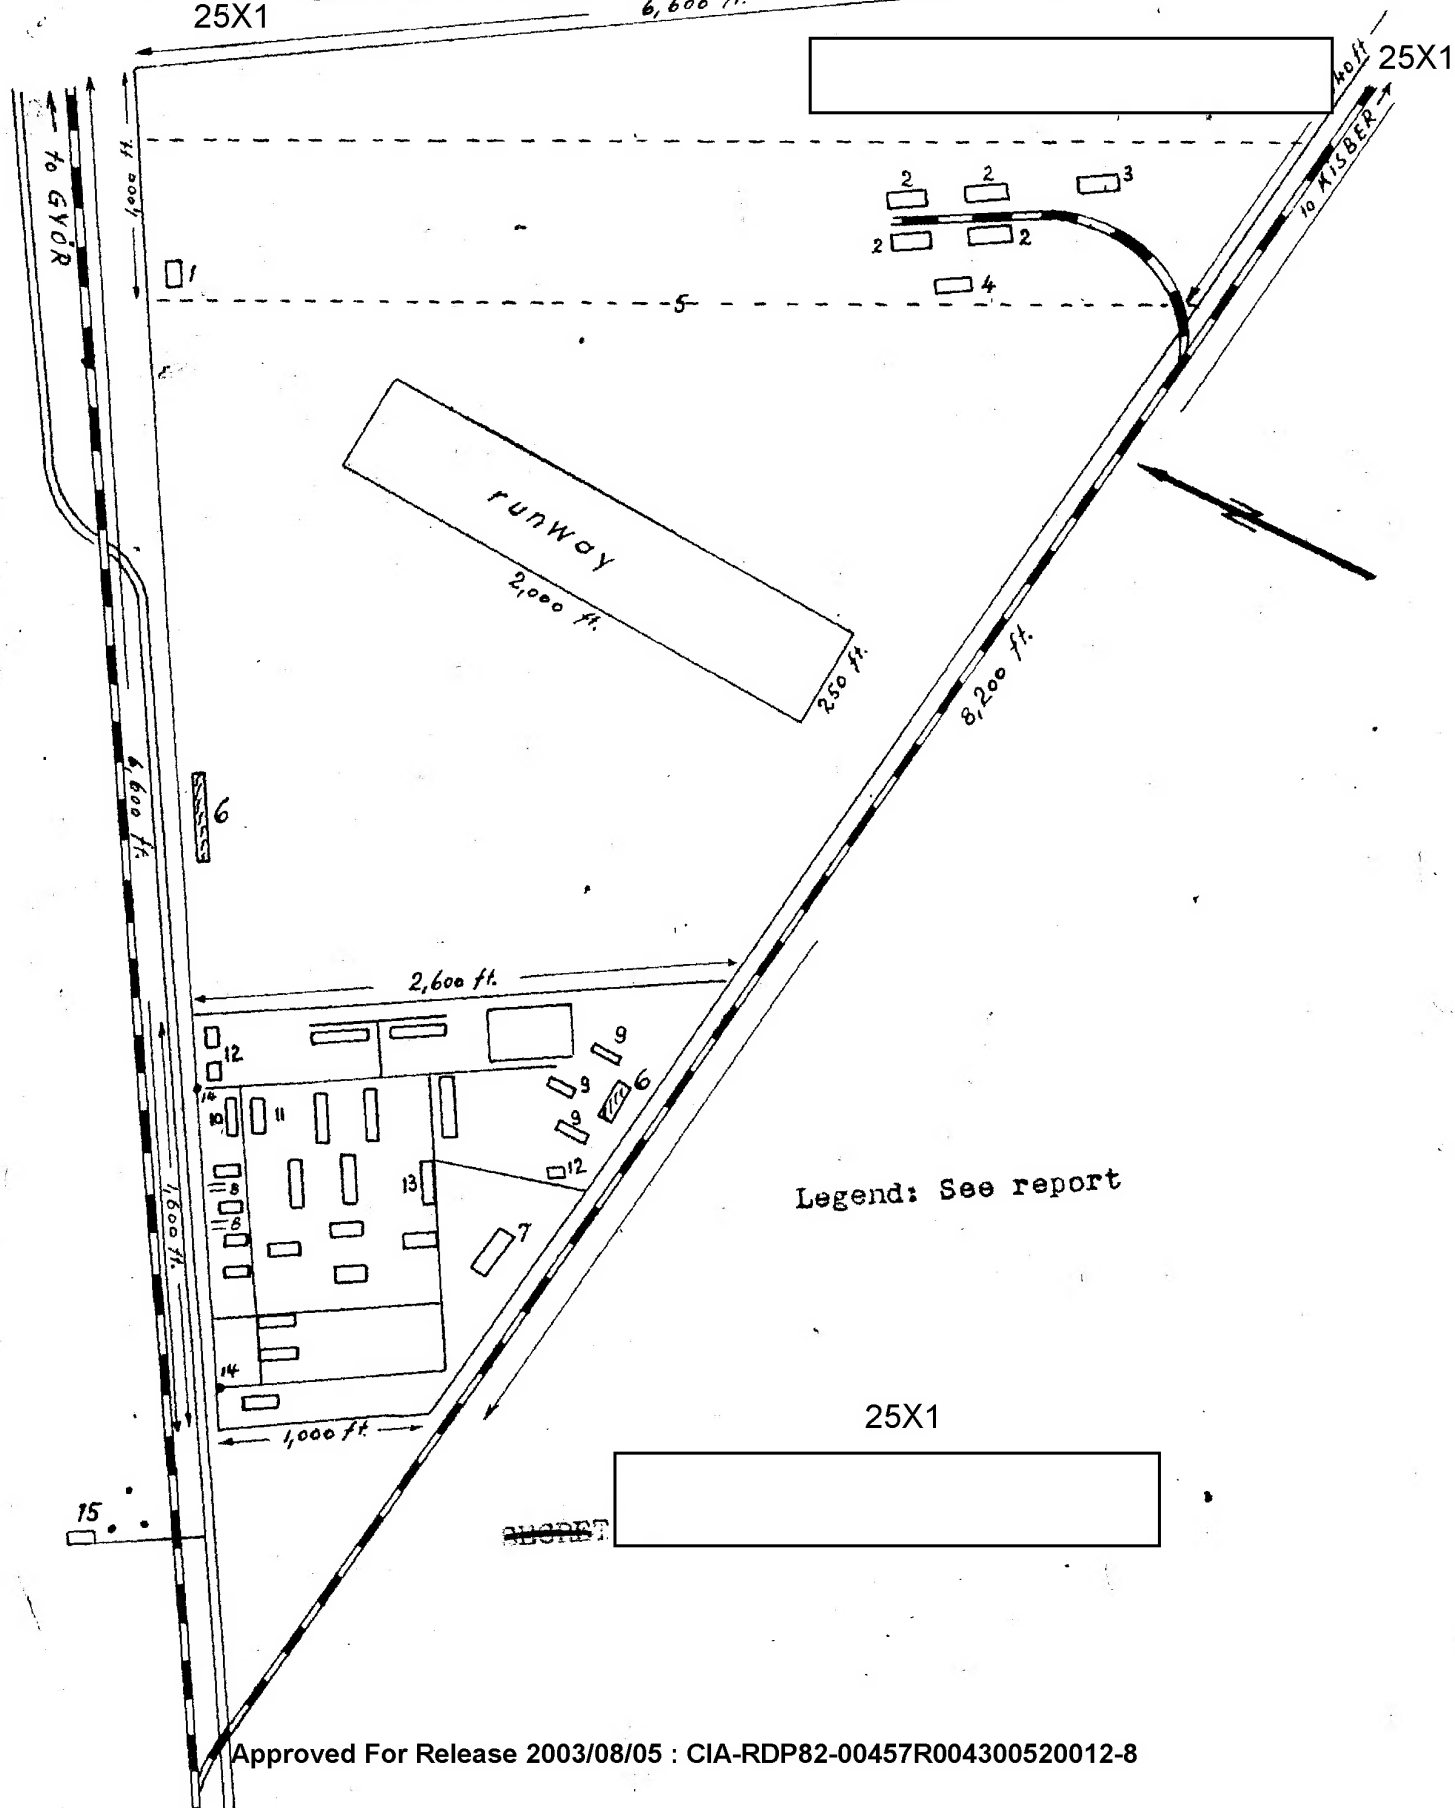 25X1
6,600 ft.
25X1
to GYÖR
1,000 ft.
to KISBER
2
2
3
2
2
1
4
5
runway
2,000 ft.
250 ft.
8,200 ft.
6,600 ft.
6
2,600 ft.
12
9
9
6
14
10
11
9
12
8
13
8
7
1,600 ft.
Legend: See report
14
1,000 ft.
25X1
15
SECRET
Approved For Release 2003/08/05 : CIA-RDP82-00457R004300520012-8